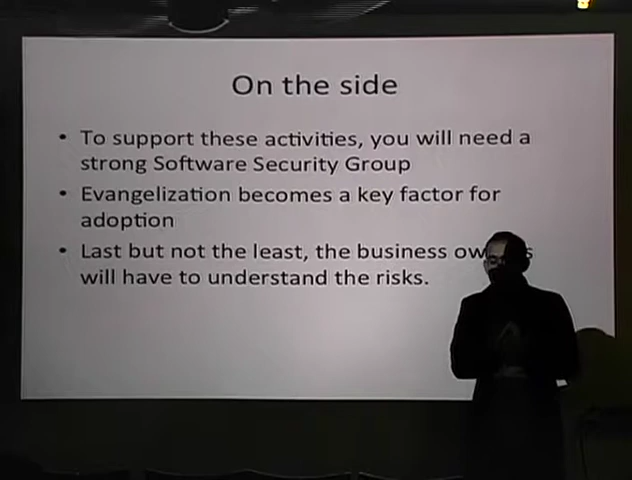 On the side
• To support these activities, you will need a
strong Software Security Group
• Evangelization becomes a key factor for
adoption
• Last but not the least, the business
will have to understand the risks.